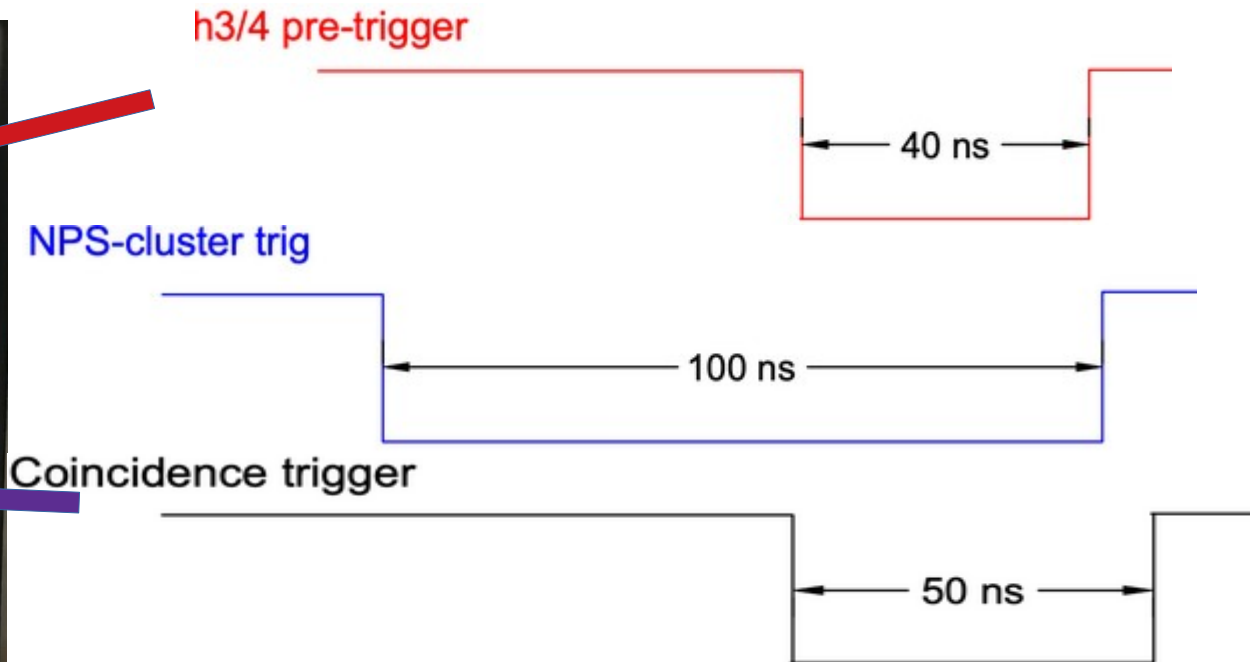 h3/4 pre-trigger
40 ns
NPS-cluster trig
100 ns
Coincidence trigger
50 ns